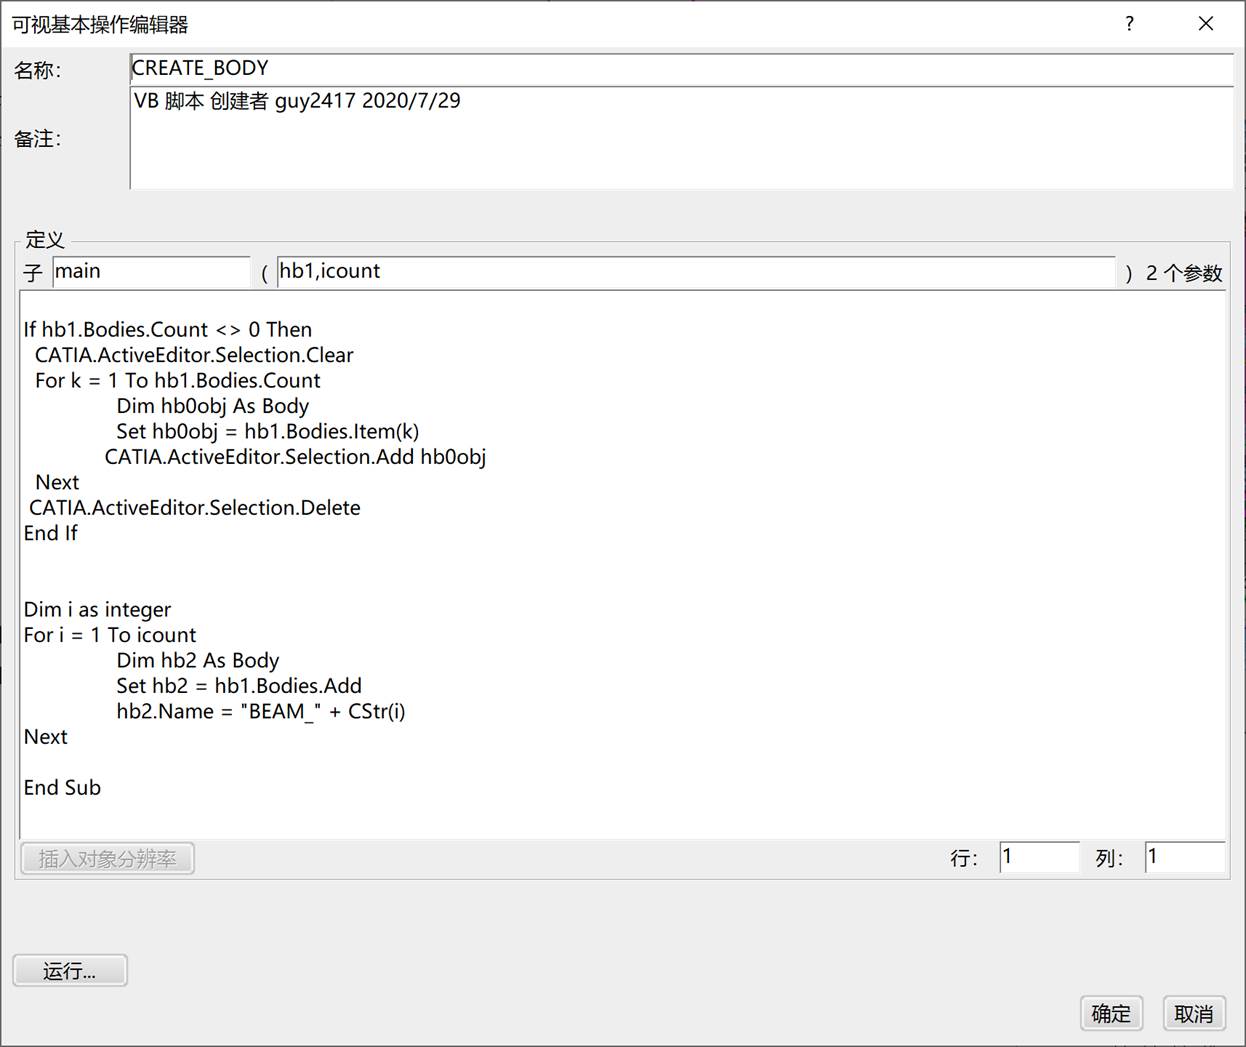 可视基本操作编辑器 ?
名称: CREATE_BODY
备注: VB 脚本 创建者 guy2417 2020/7/29
定义
子 main ( hb1,icount ) 2 个参数
If hb1.Bodies.Count <> 0 Then
CATIA.ActiveEditor.Selection.Clear
For k = 1 To hb1.Bodies.Count
Dim hb0obj As Body
Set hb0obj = hb1.Bodies.Item(k)
CATIA.ActiveEditor.Selection.Add hb0obj
Next
CATIA.ActiveEditor.Selection.Delete
End If
Dim i as integer
For i = 1 To icount
Dim hb2 As Body
Set hb2 = hb1.Bodies.Add
hb2.Name = "BEAM_" + CStr(i)
Next
End Sub
插入对象分辨率 行: 1 列: 1
运行...
确定 取消